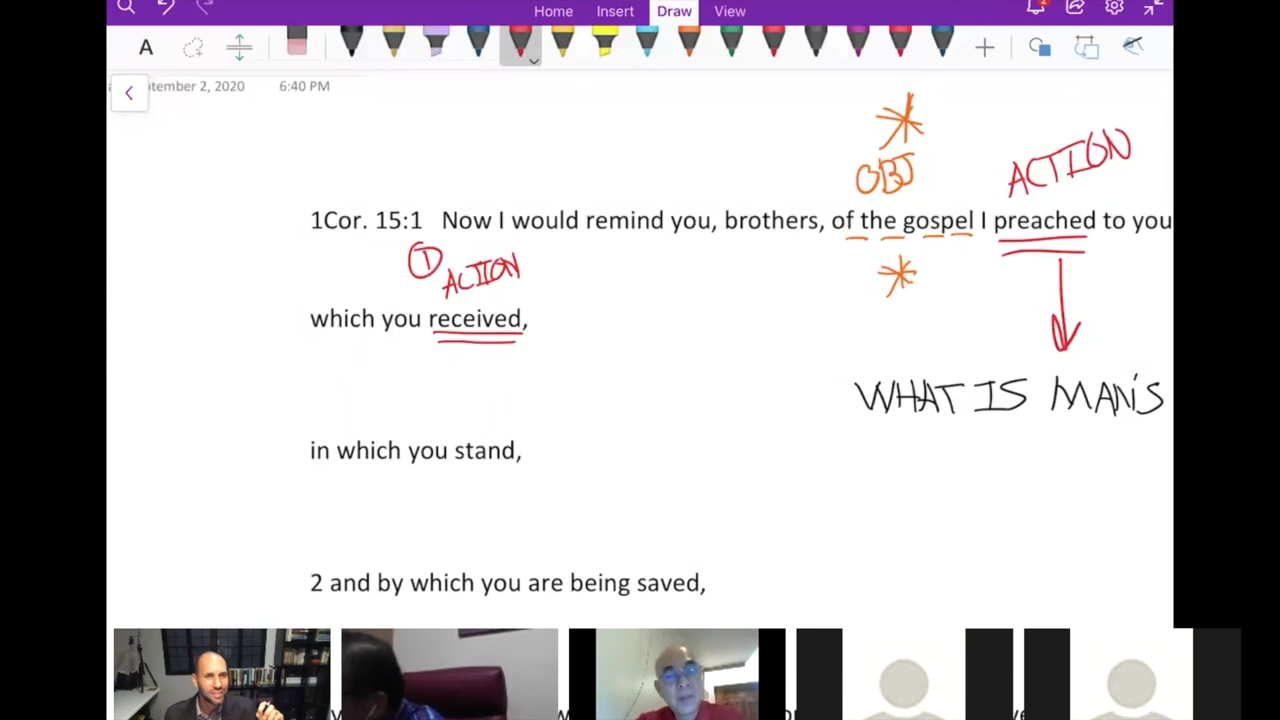 Home Insert Draw View
A
tember 2, 2020 6:40 PM
OBJ
ACTION
1Cor. 15:1 Now I would remind you, brothers, of the gospel I preached to you
1 ACTION
which you received,
WHAT IS MAN'S
in which you stand,
2 and by which you are being saved,